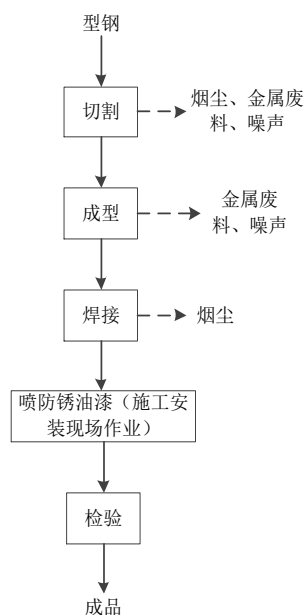 型钢
切割
烟尘、金属废
料、噪声
成型
金属废
料、噪声
焊接
烟尘
喷防锈油漆（施工安
装现场作业）
检验
成品